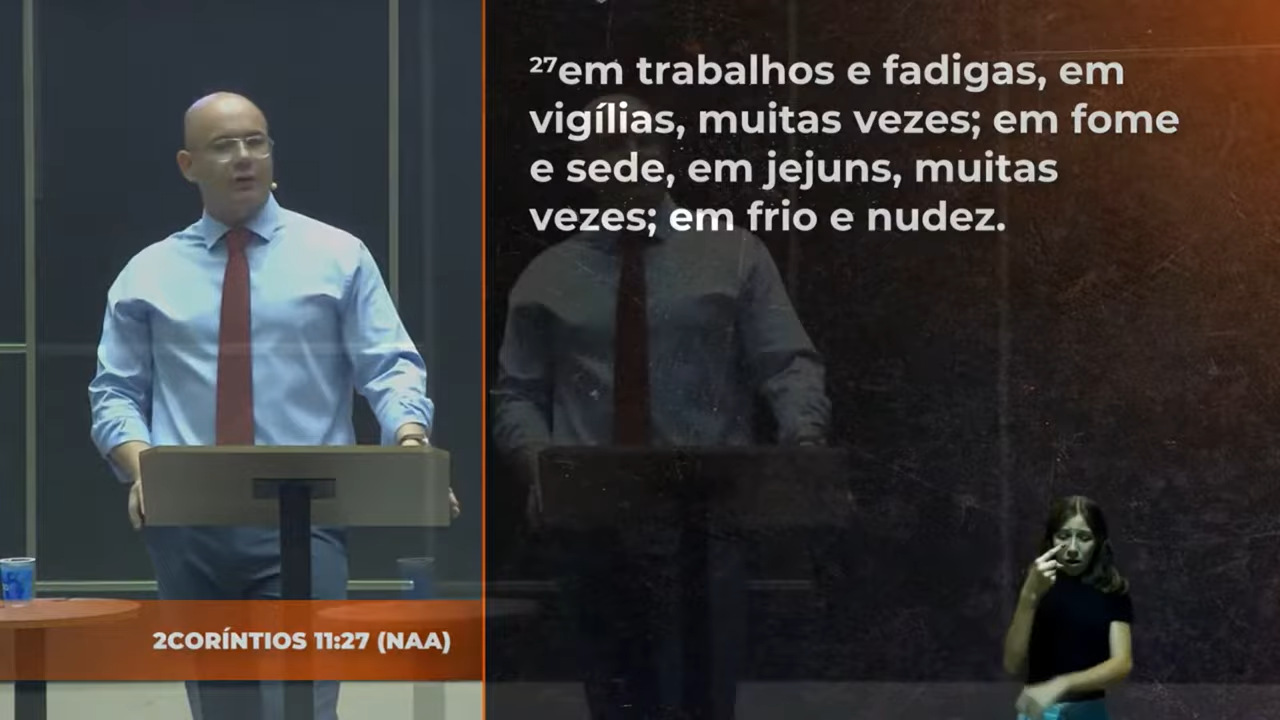 ²⁷em trabalhos e fadigas, em
vigílias, muitas vezes; em fome
e sede, em jejuns, muitas
vezes; em frio e nudez.
2CORÍNTIOS 11:27 (NAA)